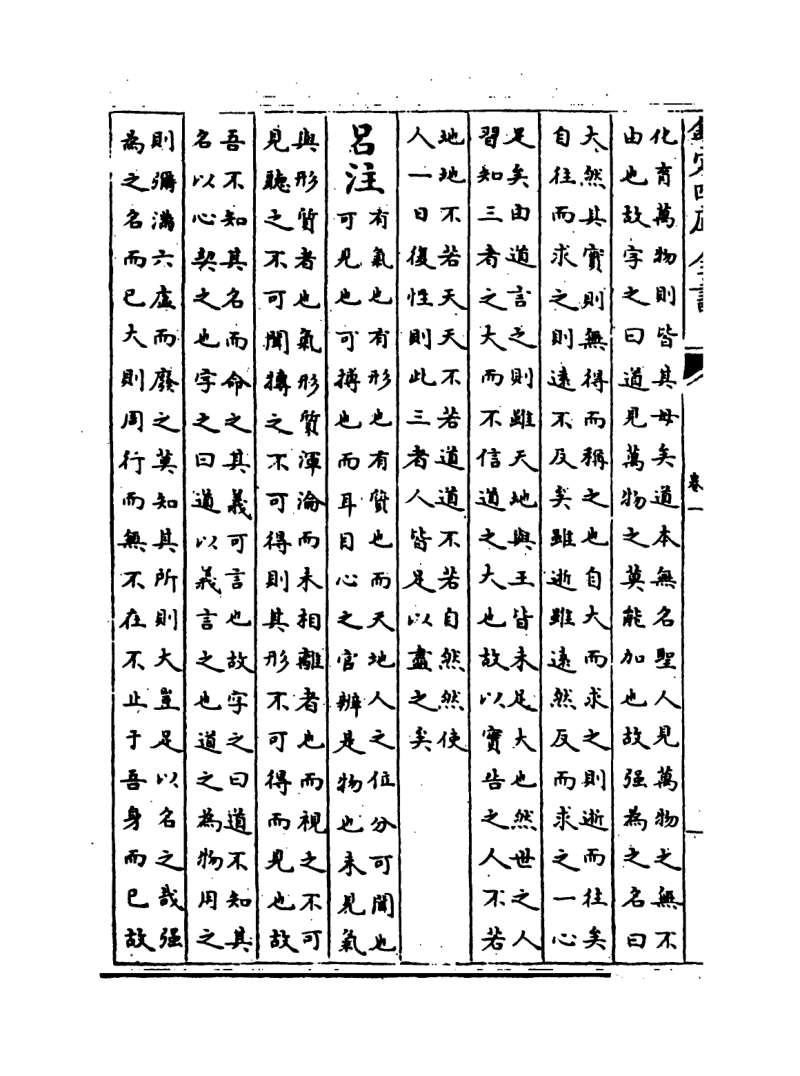 欽定四庫全書
卷一
化育萬物則皆其母矣道本無名聖人見萬物之無不
由也故字之曰道見萬物之莫能加也故强為之名曰
大然其實則無得而稱之也自大而求之則逝而往矣
自往而求之則逺不反矣雖逝雖逺然反而求之一心
足矣由道言之則雖天地與王皆未足大也然世之人
習知三者之大而不信道之大也故以實告之人不若
地地不若天天不若道道不若自然然使
人一日復性則此三者人皆足以盡之矣
吕注 有氣也有形也有質也而天地人之位分可聞也
可見也可摶也而耳目心之官辨是物也未見氣
與形質者也氣形質渾淪而未相離者也而視之不可
見聽之不可聞摶之不可得則其形不可得而見也故
吾不知其名而命之其義可言也故字之曰道不知其
名以心契之也字之曰道以義言之也道之為物用之
則彌滿六虛而廢之莫知其所則大豈足以名之哉强
為之名而已大則周行而無不在不止于吾身而已故